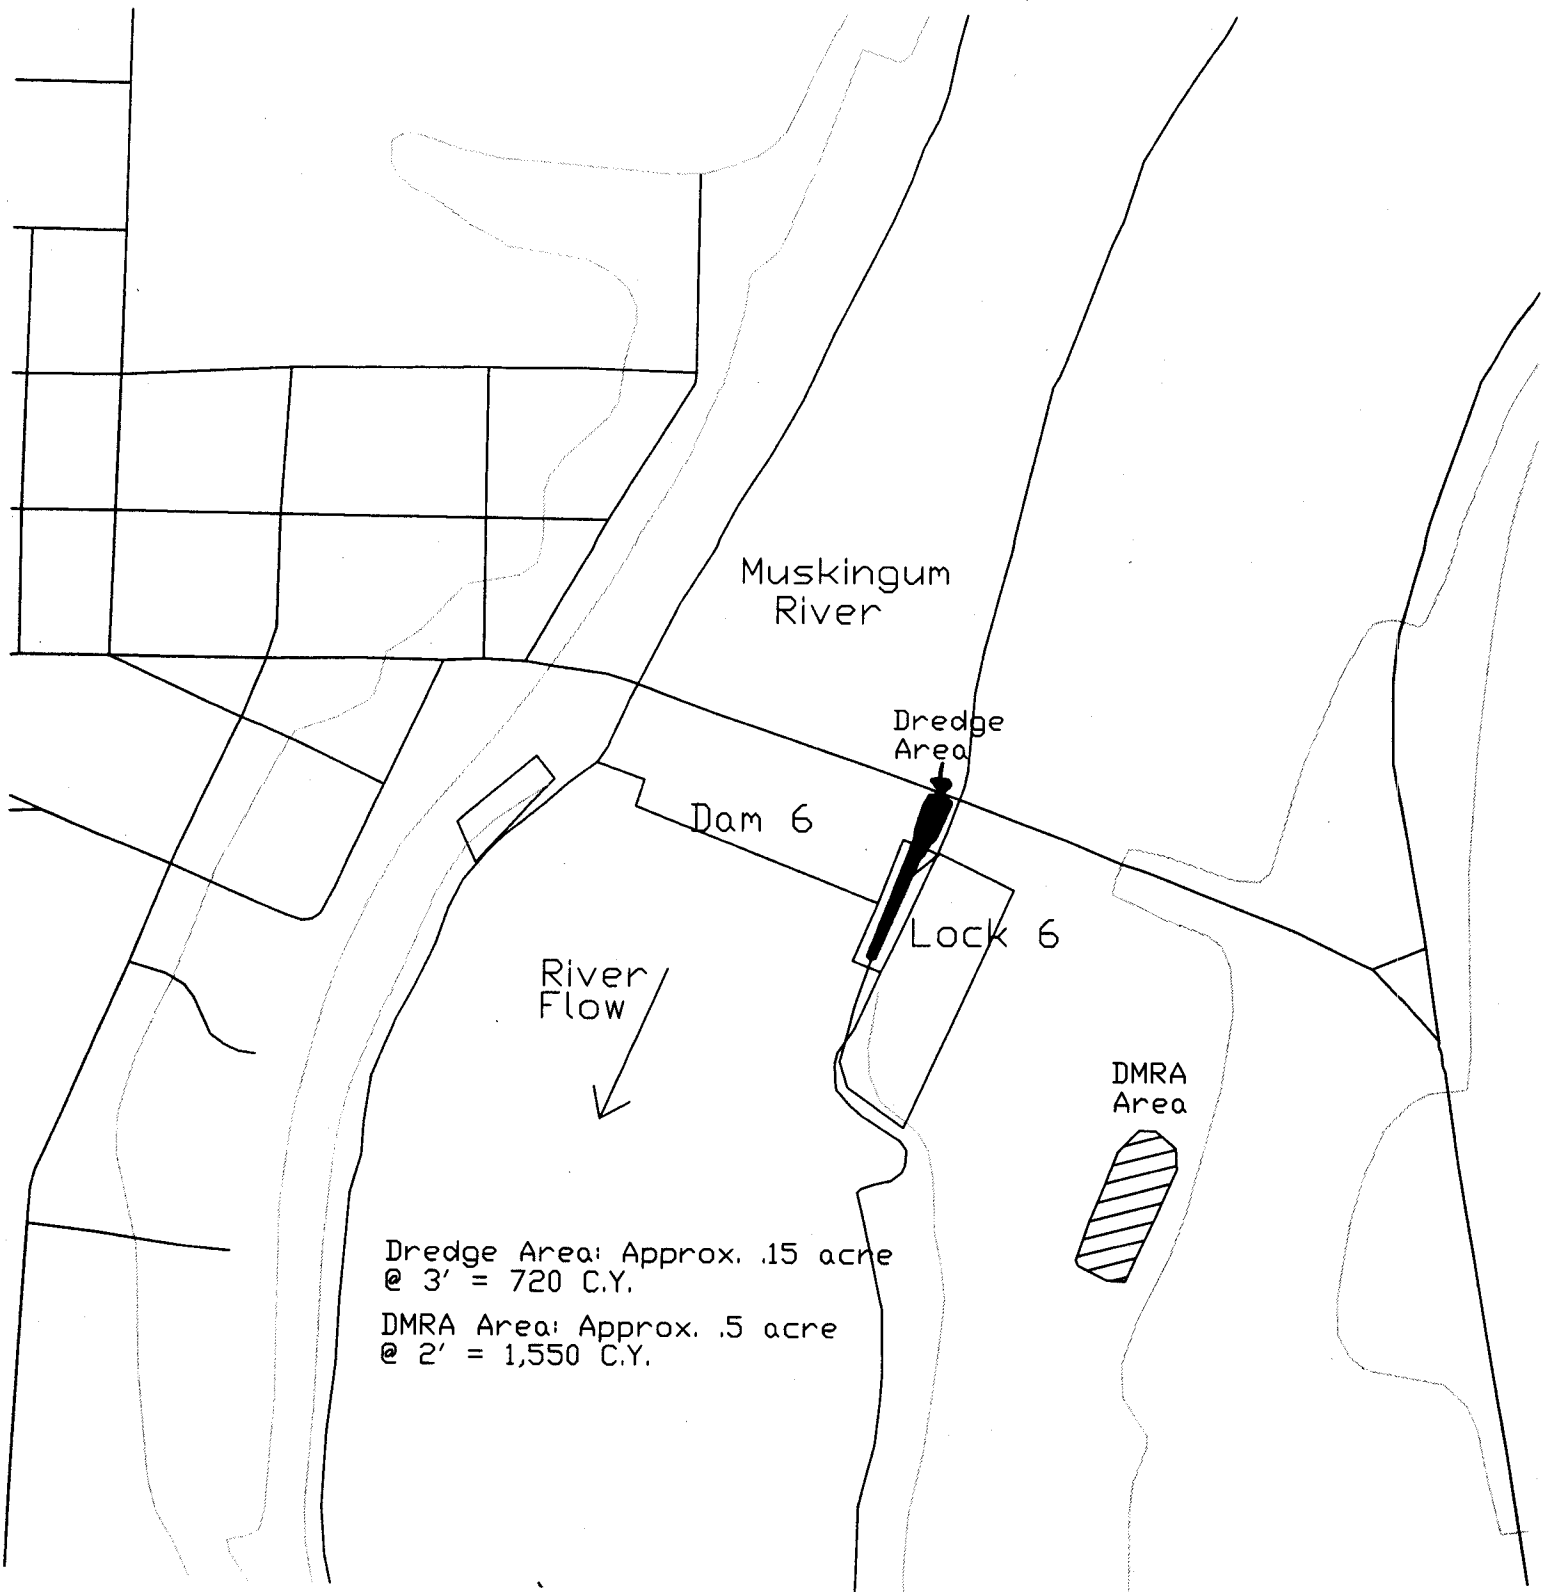 Muskingum
River
Dredge
Area
Dam 6
Lock 6
River
Flow
DMRA
Area
Dredge Area: Approx. .15 acre
@ 3' = 720 C.Y.
DMRA Area: Approx. .5 acre
@ 2' = 1,550 C.Y.